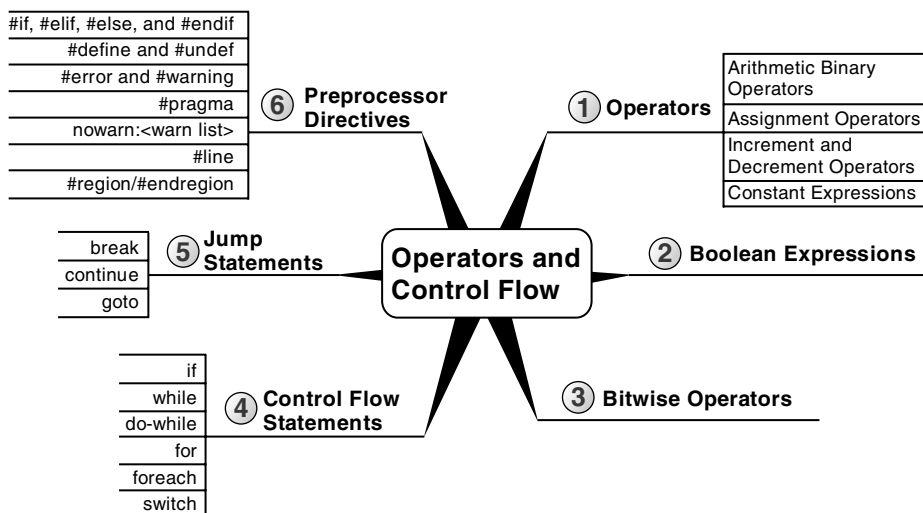 Operators and
Control Flow
1 Operators
Arithmetic Binary
Operators
Assignment Operators
Increment and
Decrement Operators
Constant Expressions
2 Boolean Expressions
3 Bitwise Operators
4 Control Flow
Statements
if
while
do-while
for
foreach
switch
5 Jump
Statements
break
continue
goto
6 Preprocessor
Directives
#if, #elif, #else, and #endif
#define and #undef
#error and #warning
#pragma
nowarn:<warn list>
#line
#region/#endregion